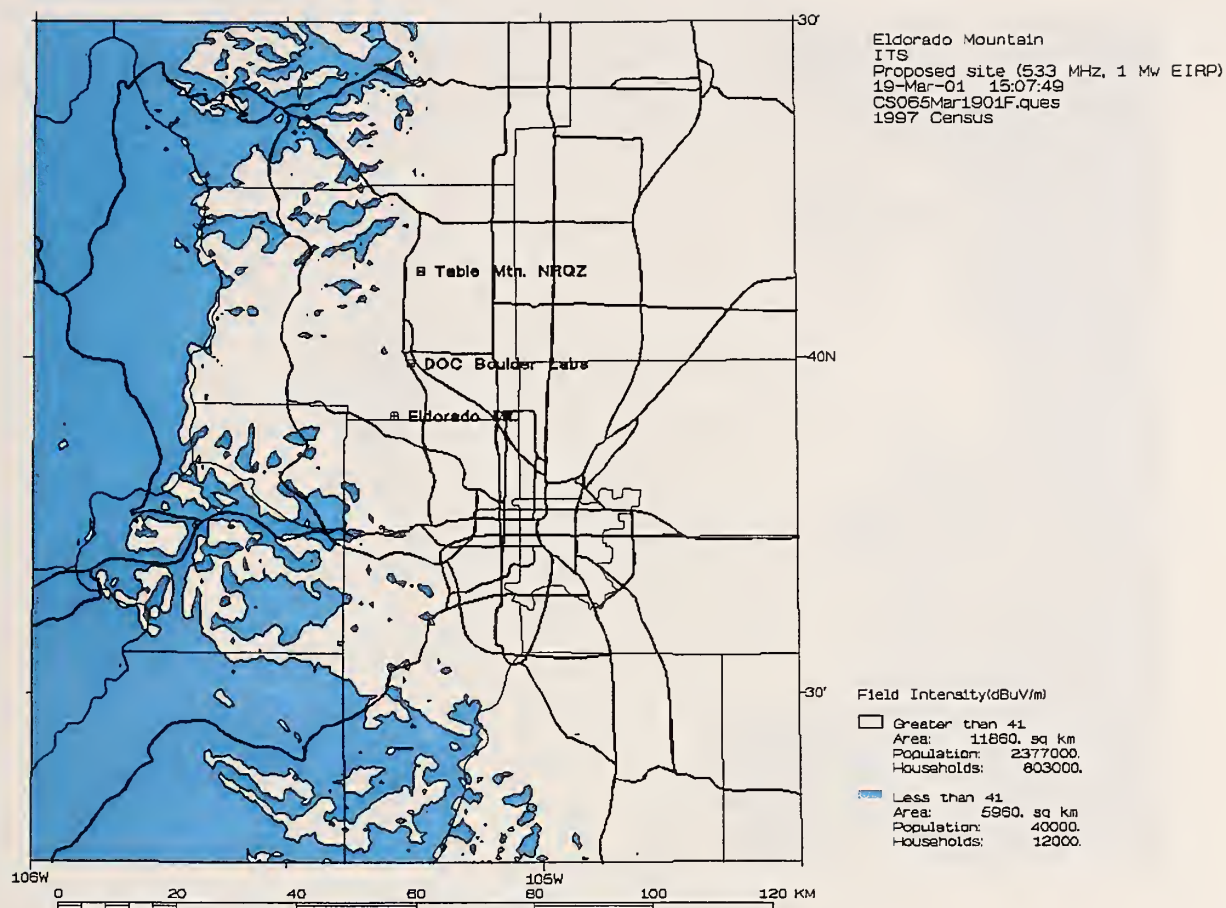 30'
Eldorado Mountain
ITS
Proposed site (533 MHz, 1 Mw EIRP)
19-Mar-01 15:07:49
CS065Mar1901F.ques
1997 Census
Table Mtn. NRQZ
40N
DOC Boulder Labs
Eldorado
30'
Field Intensity(dBuV/m)
Greater than 41
Area: 11860. sq km
Population: 2377000.
Households: 803000.
Less than 41
Area: 5960. sq km
Population: 40000.
Households: 12000.
106W
105W
0 20 40 60 80 100 120 KM